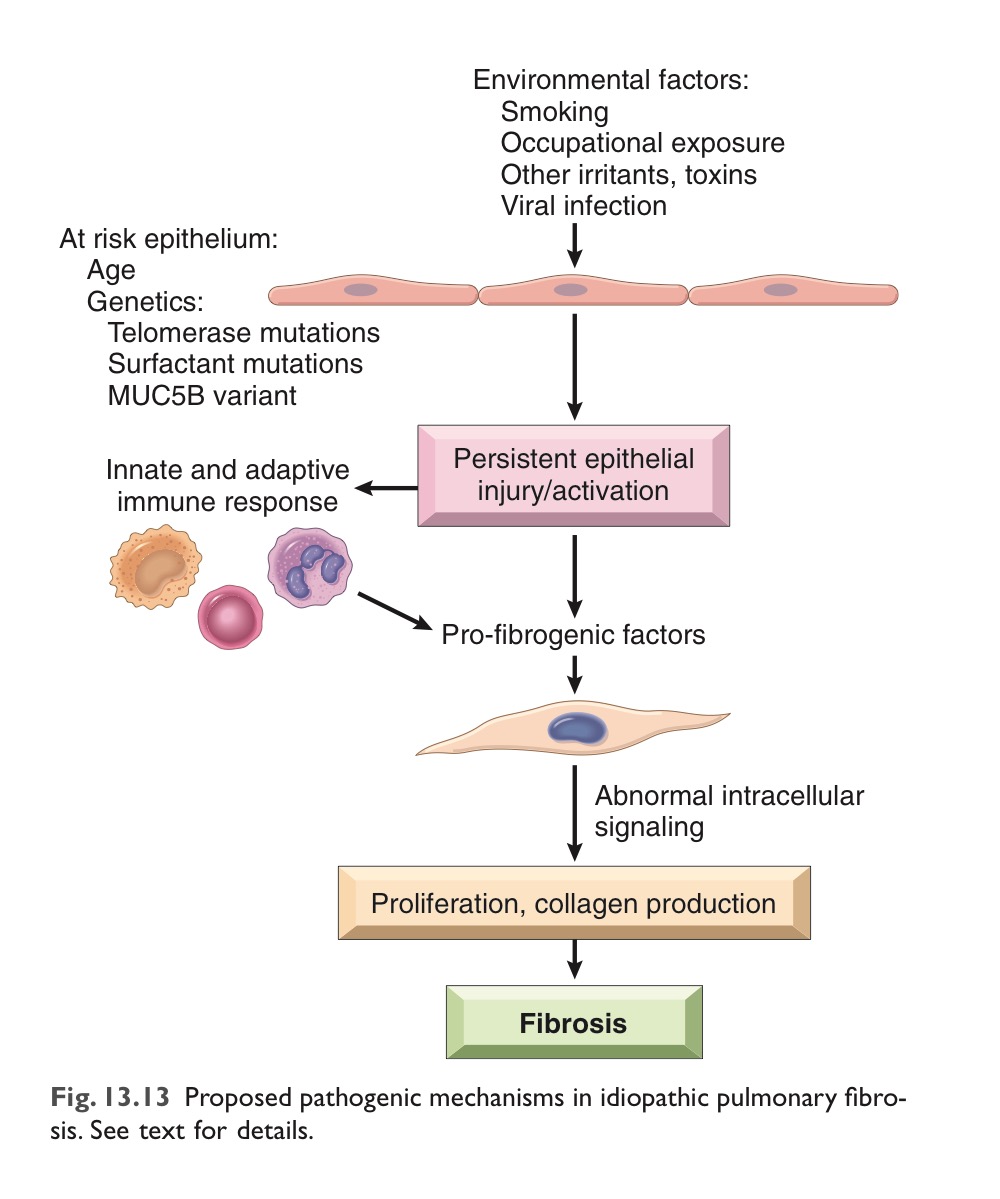 Environmental factors:
Smoking
Occupational exposure
Other irritants, toxins
Viral infection
At risk epithelium:
Age
Genetics:
Telomerase mutations
Surfactant mutations
MUC5B variant
Persistent epithelial
injury/activation
Innate and adaptive
immune response
Pro-fibrogenic factors
Abnormal intracellular
signaling
Proliferation, collagen production
Fibrosis
Fig. 13.13 Proposed pathogenic mechanisms in idiopathic pulmonary fibro-
sis. See text for details.